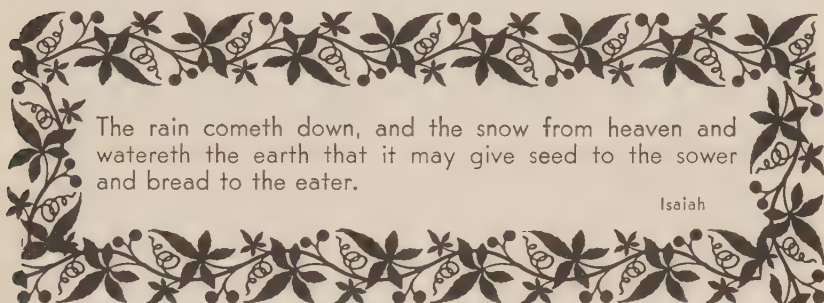 The rain cometh down, and the snow from heaven and
watereth the earth that it may give seed to the sower
and bread to the eater.
Isaiah